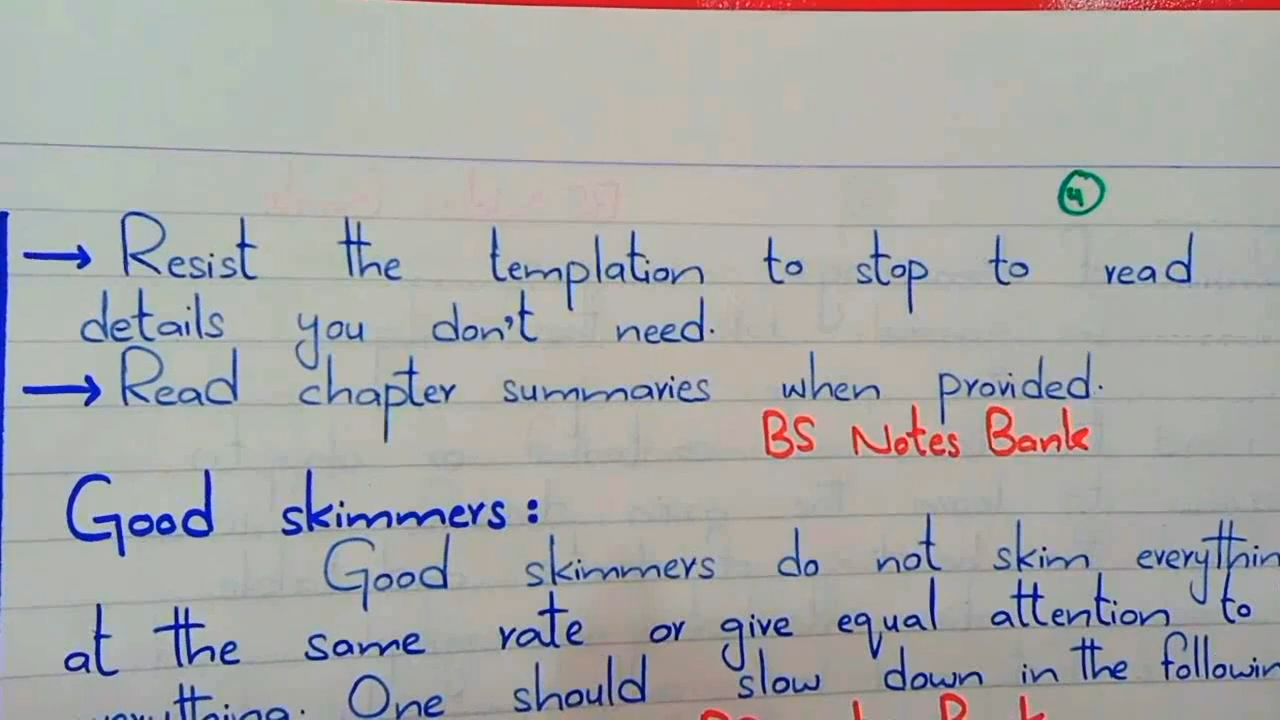 4
→ Resist the templation to stop to read
details you don't need.
→ Read chapter summaries when provided.
BS Notes Bank
Good skimmers:
Good skimmers do not skim everythin
at the same rate or give equal attention to
everything. One should slow down in the followin